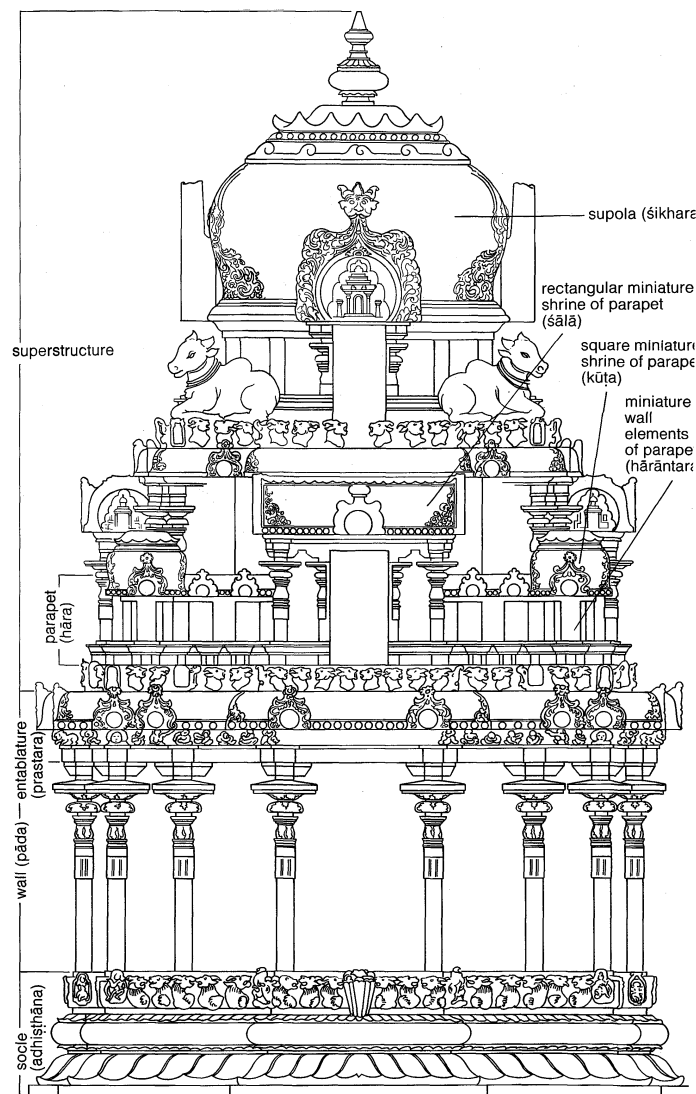 supola (śikhara
rectangular miniature
shrine of parapet
(śālā)
superstructure
square miniature
shrine of parape
(kūṭa)
miniature
wall
elements
of parape
(hārāntara
parapet
(hāra)
entablature
(prastara)
wall (pāda)
socle
(adhiṣṭhāna)